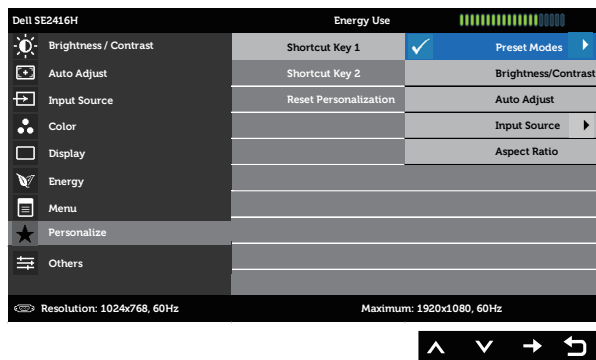 Dell SE2416H Energy Use
Brightness / Contrast Shortcut Key 1 Preset Modes
Auto Adjust Shortcut Key 2 Brightness/Contrast
Input Source Reset Personalization Auto Adjust
Color Input Source
Display Aspect Ratio
Energy
Menu
Personalize
Others
Resolution: 1024x768, 60Hz Maximum: 1920x1080, 60Hz